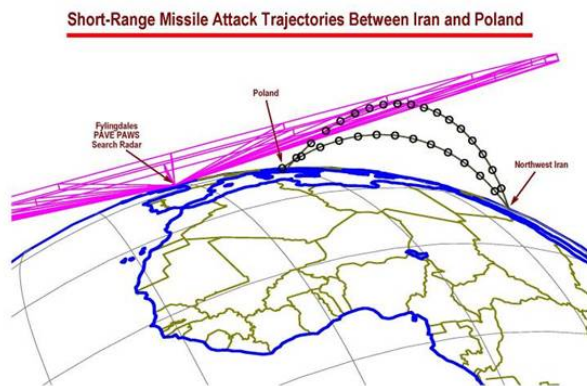 Short-Range Missile Attack Trajectories Between Iran and Poland
Poland
Fylingdales
PAVE PAWS
Search Radar
Northwest Iran